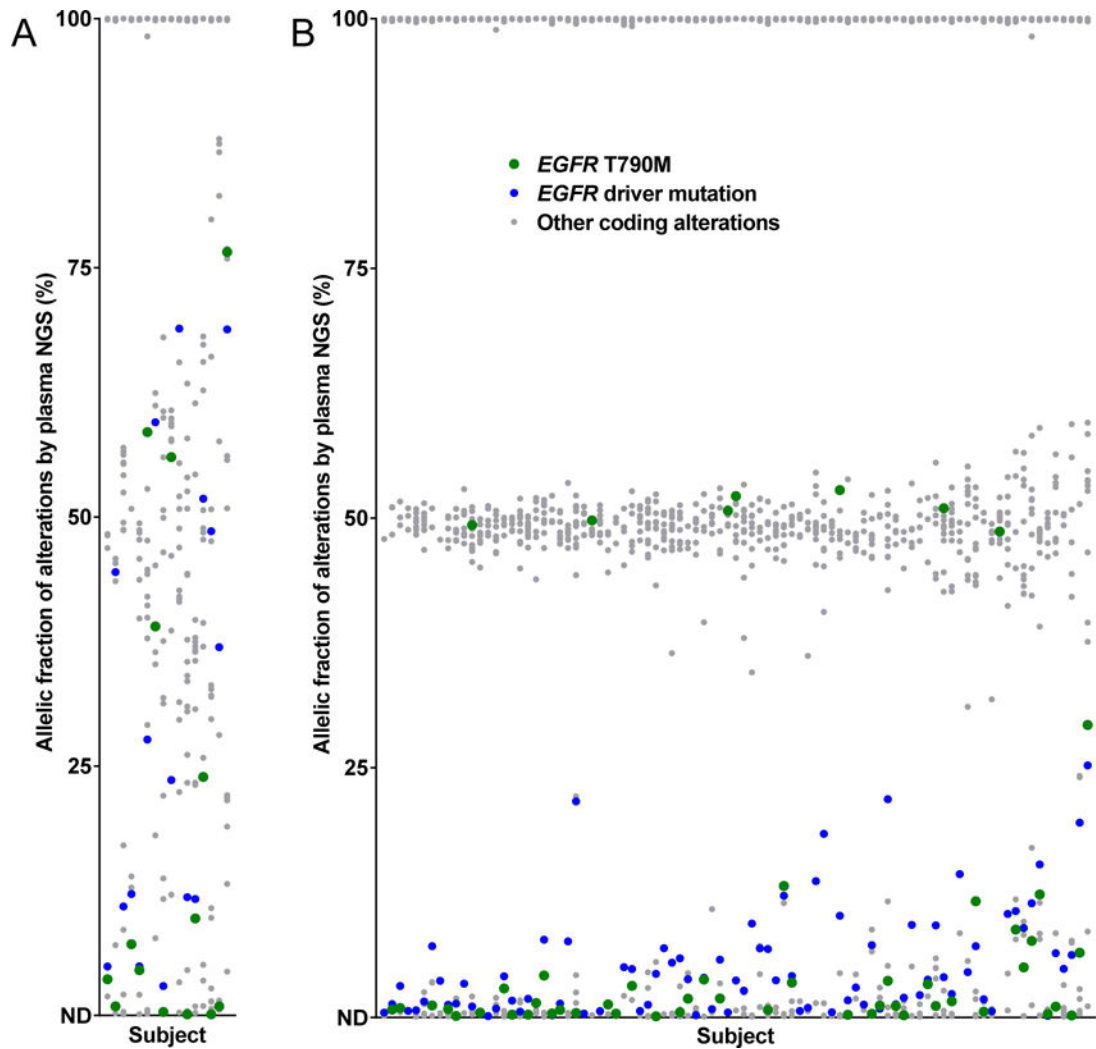 A
100
75
50
25
ND
Allelic fraction of alterations by plasma NGS (%)
Subject
B
100
75
50
25
ND
Allelic fraction of alterations by plasma NGS (%)
EGFR T790M
EGFR driver mutation
Other coding alterations
Subject